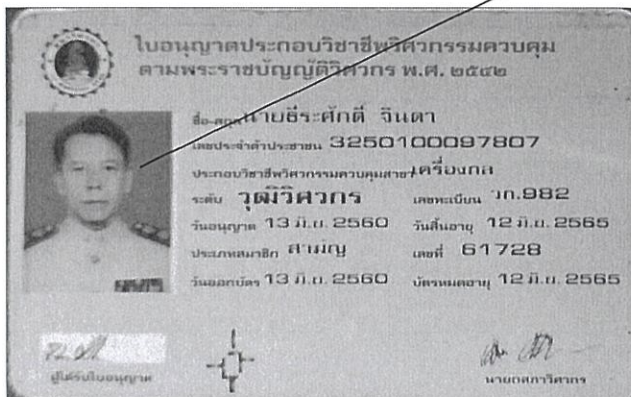 ใบอนุญาตประกอบวิชาชีพวิศวกรรมควบคุม
ตามพระราชบัญญัติวิศวกร พ.ศ. ๒๕๔๒
ชื่อ-สกุล นายธีระศักดิ์ จินดา
เลขประจำตัวประชาชน 3250100097807
ประกอบวิชาชีพวิศวกรรมควบคุมสาขา เครื่องกล
ระดับ วุฒิวิศวกร เลขทะเบียน วก.982
วันอนุญาต 13 มิ.ย. 2560 วันสิ้นอายุ 12 มิ.ย. 2565
ประเภทสมาชิก สามัญ เลขที่ 61728
วันออกบัตร 13 มิ.ย. 2560 บัตรหมดอายุ 12 มิ.ย. 2565
ผู้ได้รับใบอนุญาต นายกสภาวิศวกร